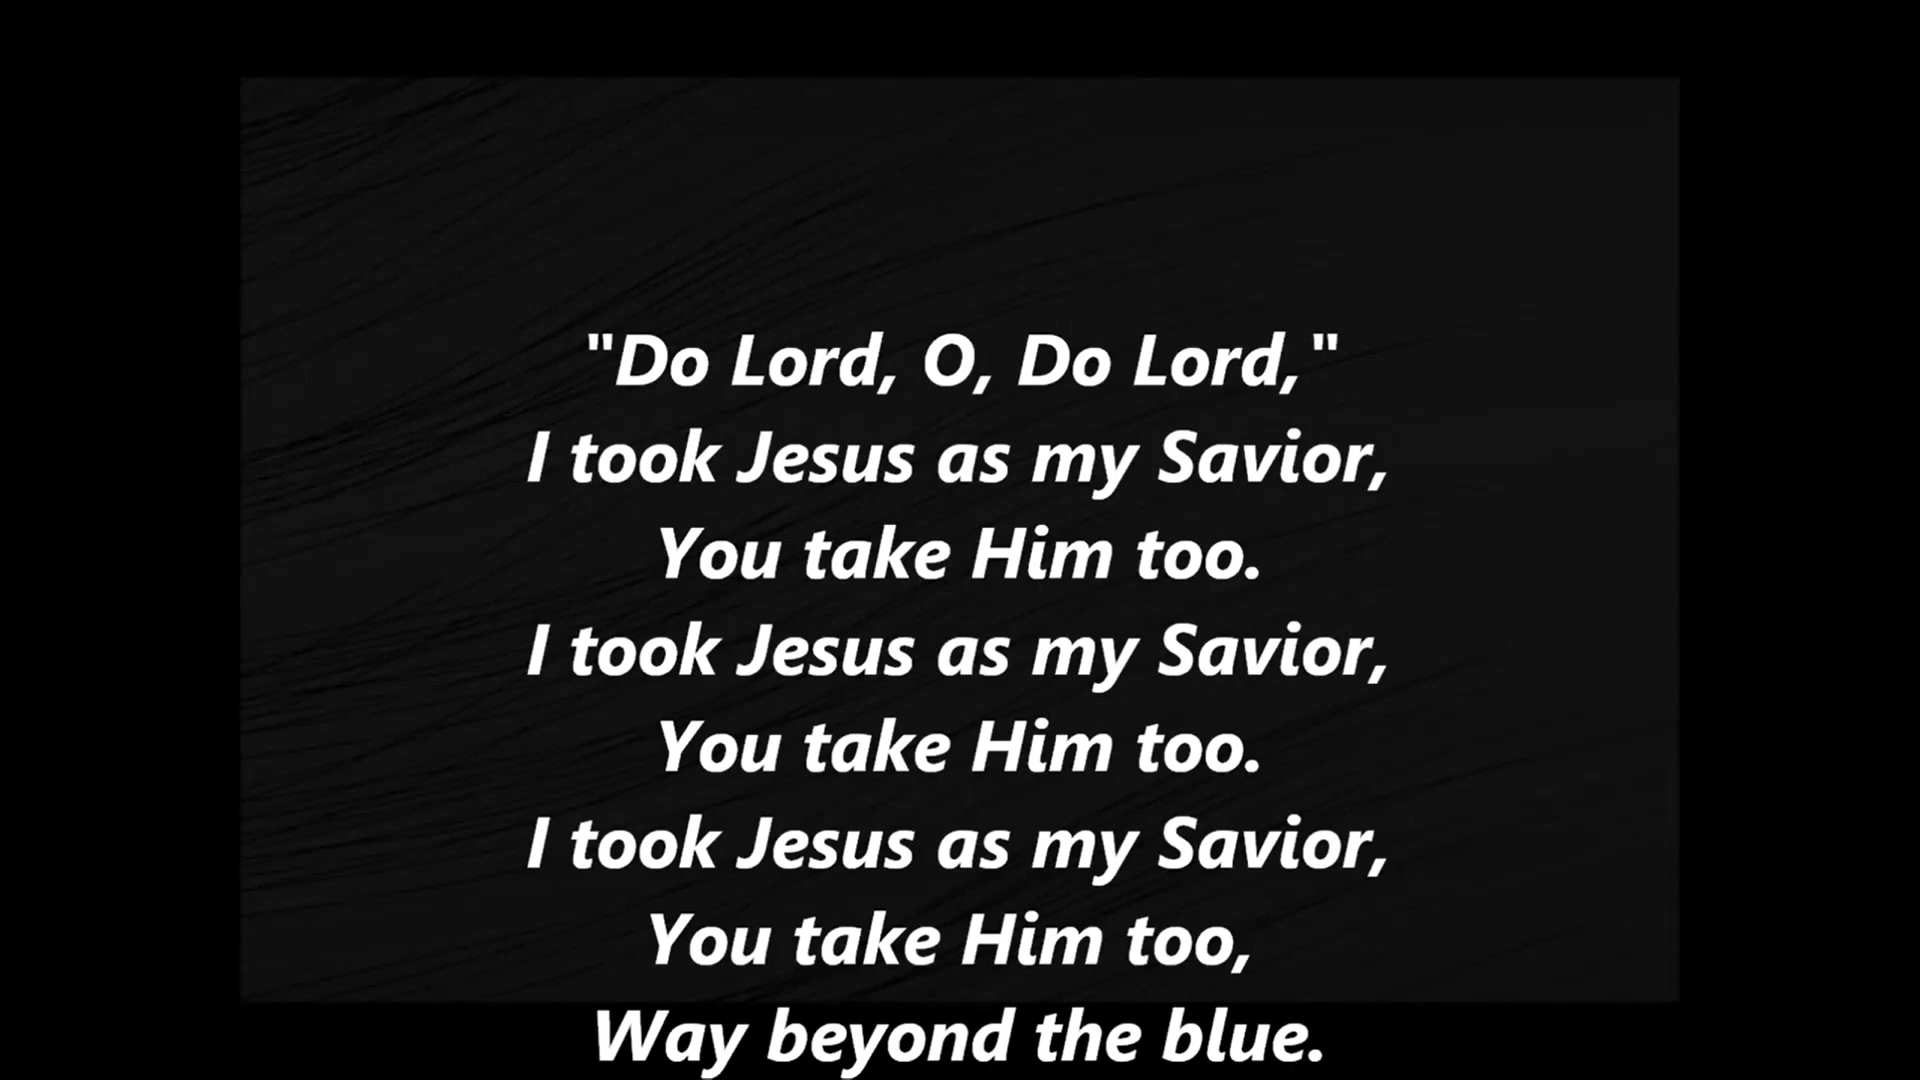 "Do Lord, O, Do Lord,"
I took Jesus as my Savior,
You take Him too.
I took Jesus as my Savior,
You take Him too.
I took Jesus as my Savior,
You take Him too,
Way beyond the blue.